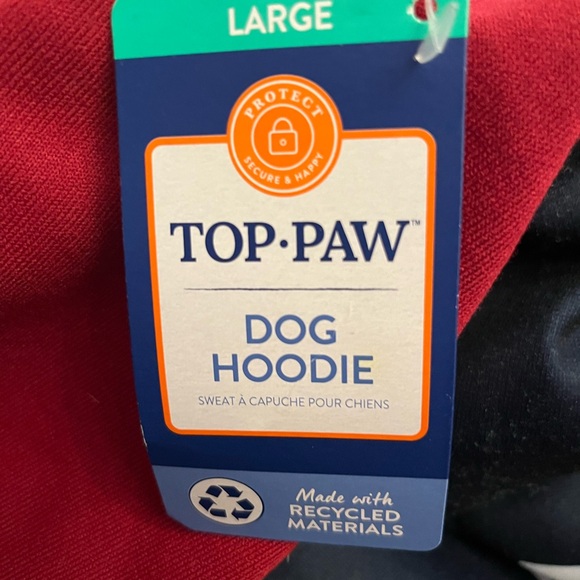 LARGE
PROTECT
SECURE & HAPPY
TOP·PAW™
DOG
HOODIE
SWEAT À CAPUCHE POUR CHIENS
Made with
RECYCLED
MATERIALS